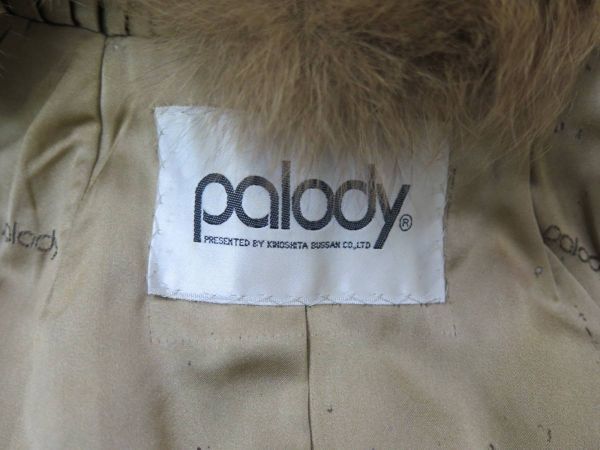 palody®
PRESENTED BY KINOSHITA BUSSAN CO.,LTD
palody
palody